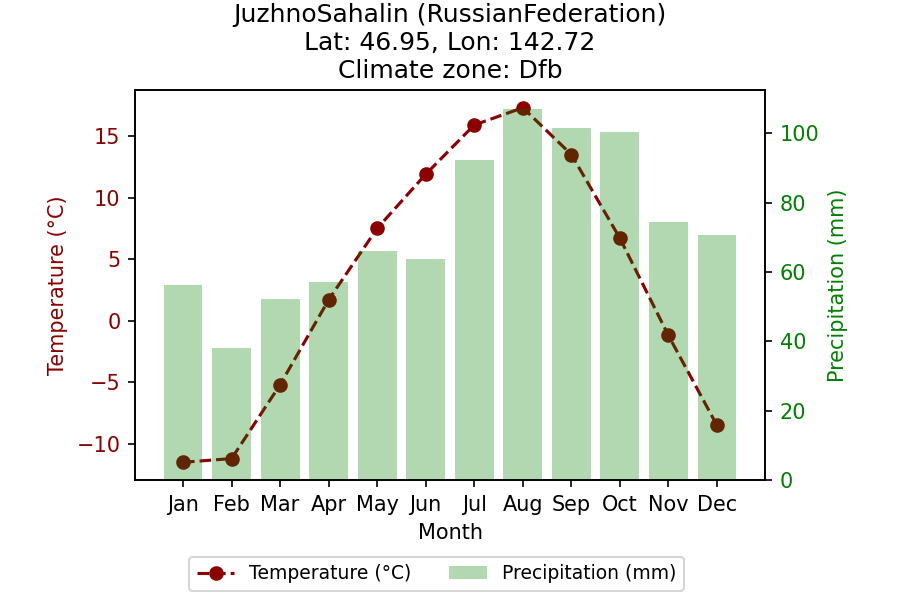 JuzhnoSahalin (RussianFederation)
Lat: 46.95, Lon: 142.72
Climate zone: Dfb
Temperature (°C)
15
10
5
0
−5
−10
100
80
60
40
20
0
Precipitation (mm)
Jan Feb Mar Apr May Jun Jul Aug Sep Oct Nov Dec
Month
Temperature (°C) Precipitation (mm)